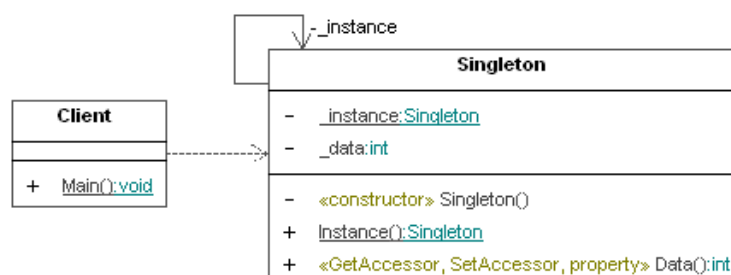 -_instance
Singleton
- _instance:Singleton
- _data:int
- «constructor» Singleton()
+ Instance():Singleton
+ «GetAccessor, SetAccessor, property» Data():int
Client
+ Main():void